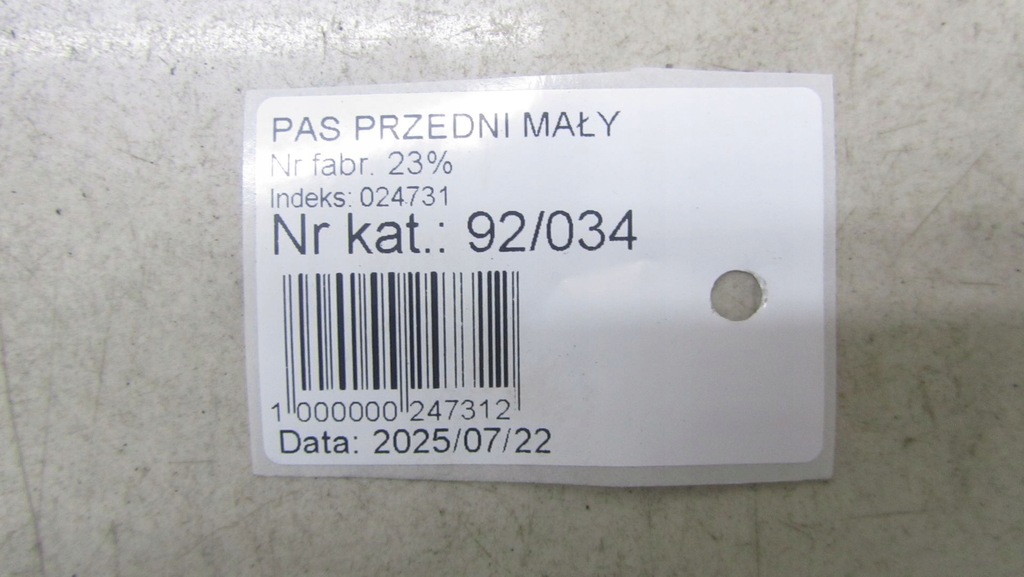 PAS PRZEDNI MAŁY
Nr fabr. 23%
Indeks: 024731
Nr kat.: 92/034
1 000000 247312
Data: 2025/07/22